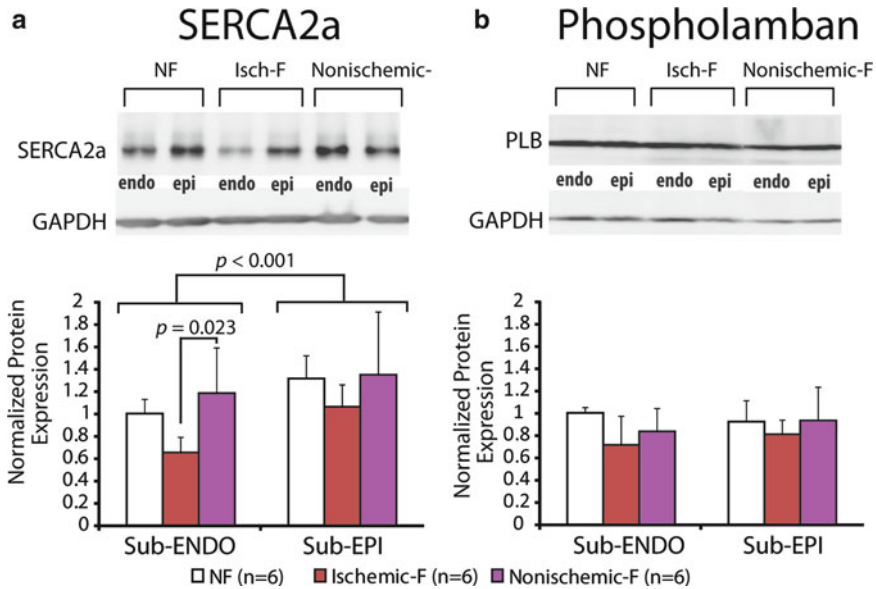 a SERCA2a
NF Isch-F Nonischemic-
SERCA2a
endo epi endo epi endo epi
GAPDH
p < 0.001
p = 0.023
Normalized Protein
Expression
2
1.8
1.6
1.4
1.2
1
0.8
0.6
0.4
0.2
0
Sub-ENDO Sub-EPI
b Phospholamban
NF Isch-F Nonischemic-F
PLB
endo epi endo epi endo epi
GAPDH
Normalized Protein
Expression
2
1.8
1.6
1.4
1.2
1
0.8
0.6
0.4
0.2
0
Sub-ENDO Sub-EPI
NF (n=6) Ischemic-F (n=6) Nonischemic-F (n=6)